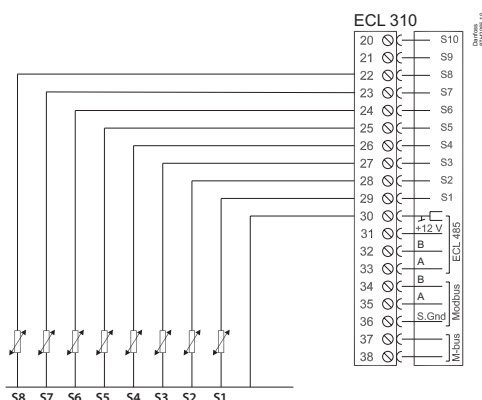 ECL 310
20 S10
21 S9
22 S8
23 S7
24 S6
25 S5
26 S4
27 S3
28 S2
29 S1
30
31 +12 V
32 B
33 A
ECL 485
34 B
35 A
36 S.Gnd
Modbus
37
38
M-bus
S8 S7 S6 S5 S4 S3 S2 S1
Danfoss